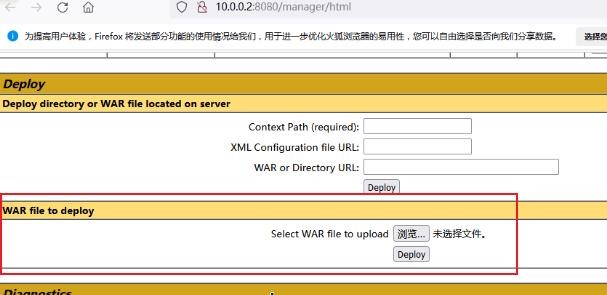 10.0.0.2:8080/manager/html
为提高用户体验，Firefox 将发送部分功能的使用情况给我们，用于进一步优化火狐浏览器的易用性，您可以自由选择是否向我们分享数据。 选择您
Deploy
Deploy directory or WAR file located on server
Context Path (required):
XML Configuration file URL:
WAR or Directory URL:
Deploy
WAR file to deploy
Select WAR file to upload 浏览... 未选择文件。
Deploy
Diagnostics